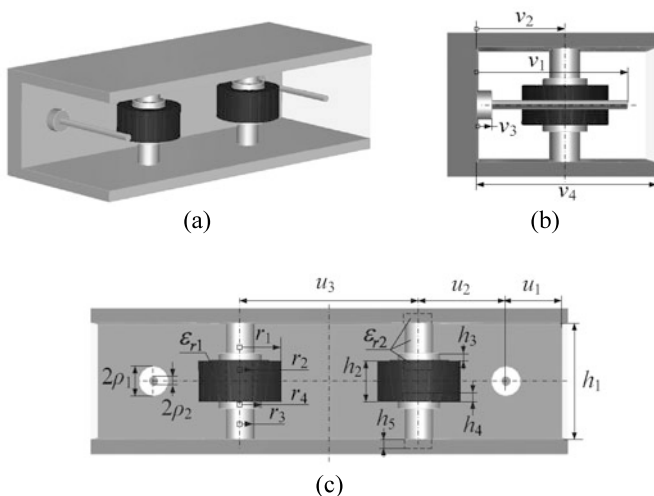 v₂
v₁
v₃
v₄
(a)
(b)
u₃
u₂
u₁
εᵣ₁
r₁
εᵣ₂
h₃
2ρ₁
r₂
h₂
h₁
2ρ₂
r₄
r₃
h₅
h₄
(c)